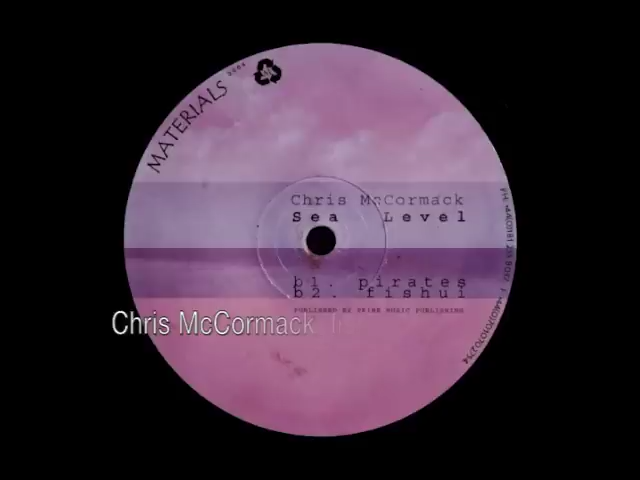 MATERIALS
Chris McCormack
Sea Level
b1. pirates
b2. fishui
PUBLISHED BY PRIME MUSIC PUBLISHING
Chris McCormack